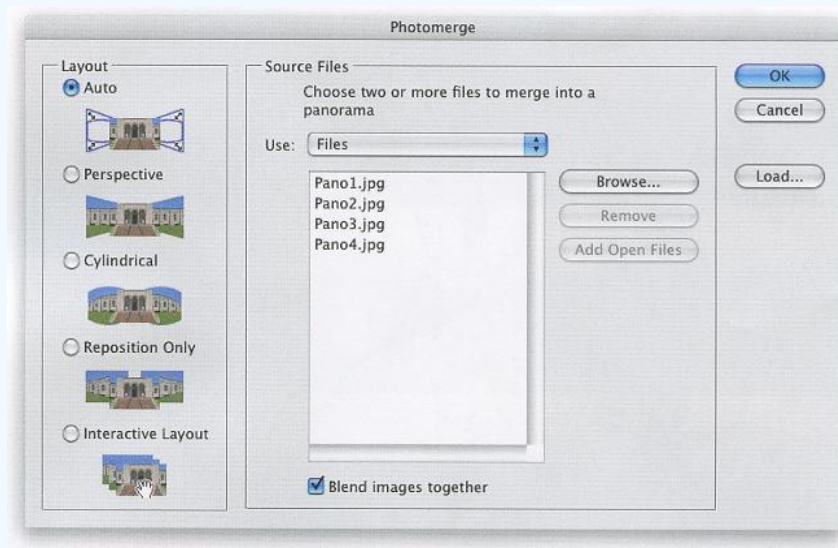 Photomerge
Layout
Auto
Perspective
Cylindrical
Reposition Only
Interactive Layout
Source Files
Choose two or more files to merge into a
panorama
Use: Files
Pano1.jpg
Pano2.jpg
Pano3.jpg
Pano4.jpg
Browse...
Remove
Add Open Files
Blend images together
OK
Cancel
Load...